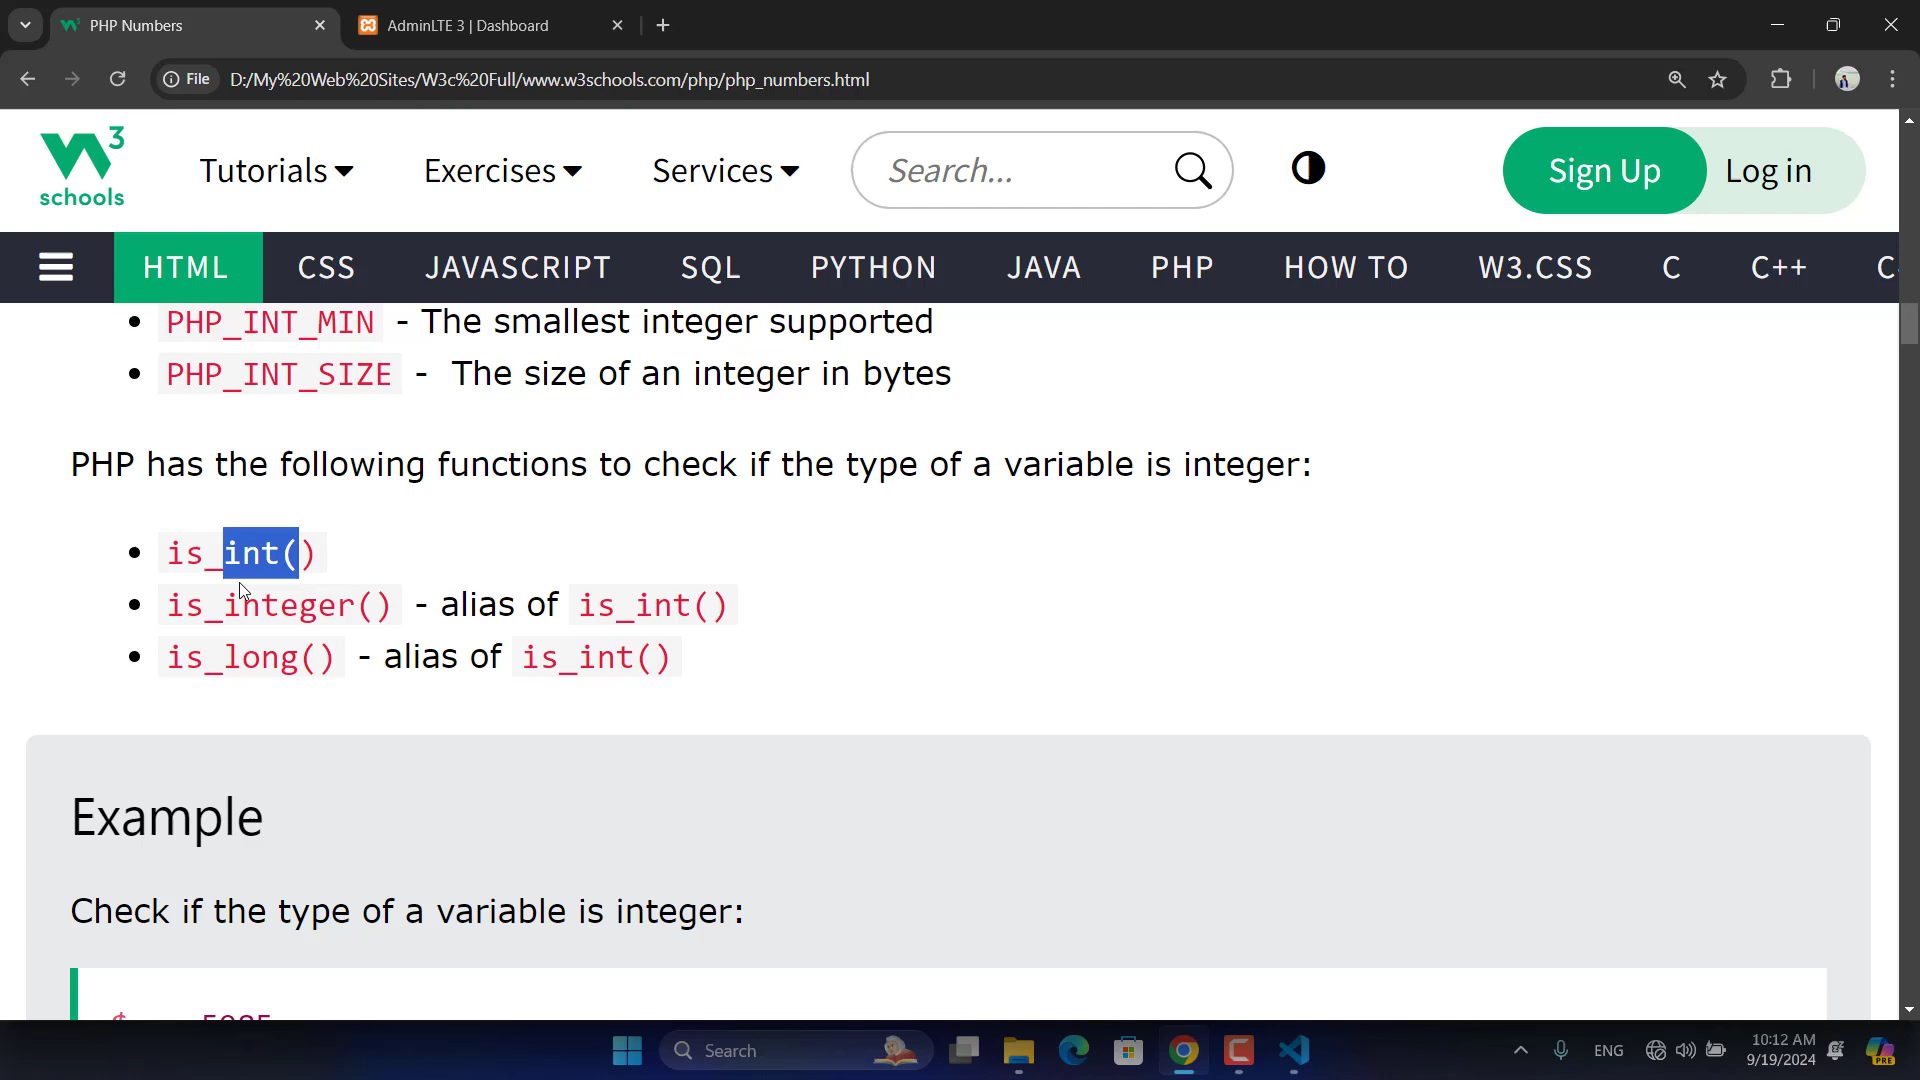 PHP Numbers
AdminLTE 3 | Dashboard
File
D:/My%20Web%20Sites/W3c%20Full/www.w3schools.com/php/php_numbers.html
3
schools
Tutorials
Exercises
Services
Search...
Sign Up
Log in
HTML
CSS
JAVASCRIPT
SQL
PYTHON
JAVA
PHP
HOW TO
W3.CSS
C
C++
PHP_INT_MIN - The smallest integer supported
PHP_INT_SIZE - The size of an integer in bytes
PHP has the following functions to check if the type of a variable is integer:
is_int()
is_integer() - alias of is_int()
is_long() - alias of is_int()
Example
Check if the type of a variable is integer:
Search
ENG
10:12 AM
9/19/2024
PRE